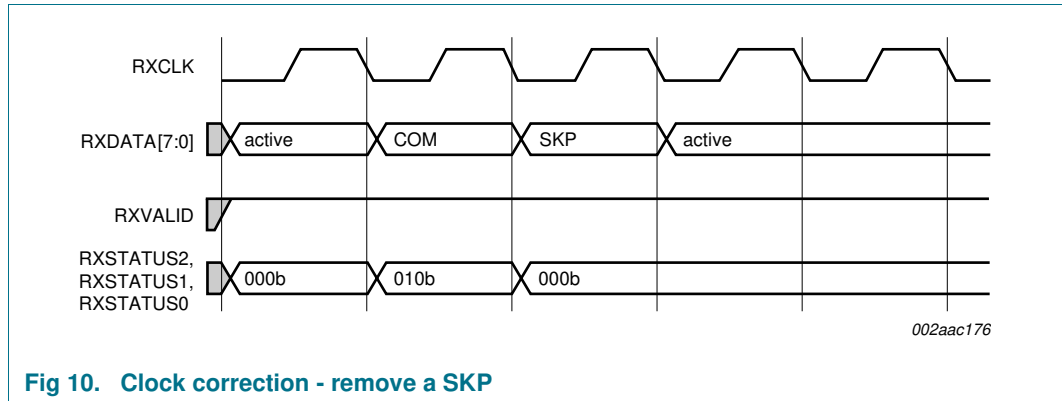 RXCLK
RXDATA[7:0] active COM SKP active
RXVALID
RXSTATUS2,
RXSTATUS1, 000b 010b 000b
RXSTATUS0
002aac176
Fig 10. Clock correction - remove a SKP